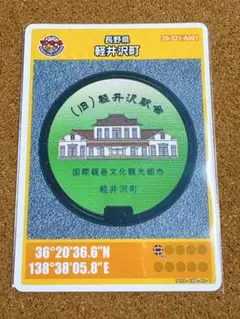 長野県
軽井沢町
20-321-A001
(旧)軽井沢駅舎
国際親善文化観光都市
軽井沢町
36°20'36.6"N
138°38'05.8"E